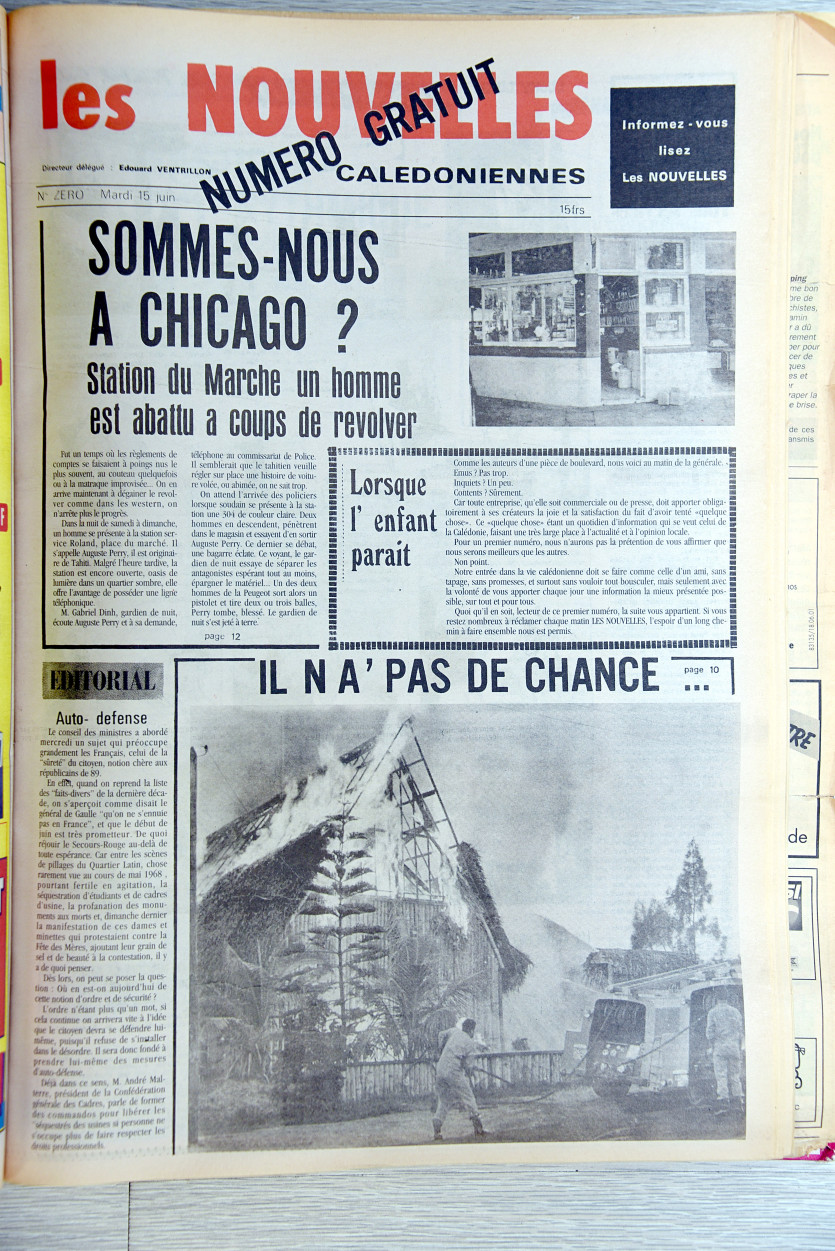 les NOUVELLES
NUMERO GRATUIT
Directeur délégué : Edouard VENTRILLON
CALEDONIENNES
N° ZERO Mardi 15 juin
15frs
Informez-vous
lisez
Les NOUVELLES
SOMMES-NOUS
A CHICAGO ?
Station du Marche un homme
est abattu a coups de revolver
Fut un temps où les règlements de
comptes se faisaient à poings nus le
plus souvent, au couteau quelquefois
ou à la matraque improvisée... On en
arrive maintenant à dégainer le revol-
ver comme dans les western, on
n'arrête plus le progrès.
Dans la nuit de samedi à dimanche,
un homme se présente à la station ser-
vice Roland, place du marché. Il
s'appelle Auguste Perry, il est originai-
re de Tahiti. Malgré l'heure tardive, la
station est encore ouverte, oasis de
lumière dans un quartier sombre, elle
offre l'avantage de posséder une ligne
téléphonique.
M. Gabriel Dinh, gardien de nuit,
écoute Auguste Perry et à sa demande,
téléphone au commissariat de Police.
Il semblerait que le tahitien veuille
régler sur place une histoire de voitu-
re volée, ou abimée, on ne sait trop.
On attend l'arrivée des policiers
lorsque soudain se présente à la sta-
tion une 504 de couleur claire. Deux
hommes en descendent, pénètrent
dans le magasin et essayent d'en sortir
Auguste Perry. Ce dernier se débat,
une bagarre éclate. Ce voyant, le gar-
dien de nuit essaye de séparer les
antagonistes espérant tout au moins,
épargner le matériel... Un des deux
hommes de la Peugeot sort alors un
pistolet et tire deux ou trois balles,
Perry tombe, blessé. Le gardien de
nuit s'est jeté à terre.
page 12
Lorsque
l' enfant
parait
Comme les auteurs d'une pièce de boulevard, nous voici au matin de la générale.
Emus ? Pas trop.
Inquiets ? Un peu.
Contents ? Sûrement.
Car toute entreprise, qu'elle soit commerciale ou de presse, doit apporter obliga-
toirement à ses créateurs la joie et la satisfaction du fait d'avoir tenté «quelque
chose». Ce «quelque chose» étant un quotidien d'information qui se veut celui de
la Calédonie, faisant une très large place à l'actualité et à l'opinion locale.
Pour un premier numéro, nous n'aurons pas la prétention de vous affirmer que
nous serons meilleurs que les autres.
Non point.
Notre entrée dans la vie calédonienne doit se faire comme celle d'un ami, sans
tapage, sans promesses, et surtout sans vouloir tout bousculer, mais seulement avec
la volonté de vous apporter chaque jour une information la mieux présentée pos-
sible, sur tout et pour tous.
Quoi qu'il en soit, lecteur de ce premier numéro, la suite vous appartient. Si vous
restez nombreux à réclamer chaque matin LES NOUVELLES, l'espoir d'un long che-
min à faire ensemble nous est permis.
EDITORIAL
Auto- defense
Le conseil des ministres a abordé
mercredi un sujet qui préoccupe
grandement les Français, celui de la
"sûreté" du citoyen, notion chère aux
républicains de 89.
En effet, quand on reprend la liste
des "faits-divers" de la dernière déca-
de, on s'aperçoit comme disait le
général de Gaulle "qu'on ne s'ennuie
pas en France", et que le début de
juin est très prometteur. De quoi
réjouir le Secours-Rouge au-delà de
toute espérance. Car entre les scènes
de pillages du Quartier Latin, chose
rarement vue au cours de mai 1968 ,
pourtant fertile en agitation, la
séquestration d'étudiants et de cadres
d'usine, la profanation des monu-
ments aux morts et, dimanche dernier
la manifestation de ces dames et
minettes qui protestaient contre la
Fête des Mères, ajoutant leur grain de
sel et de beauté à la contestation, il y
a de quoi penser.
Dès lors, on peut se poser la ques-
tion : Où en est-on aujourd'hui de
cette notion d'ordre et de sécurité ?
L'ordre n'étant plus qu'un mot, si
cela continue on arrivera vite à l'idée
que le citoyen devra se défendre lui-
même, puisqu'il refuse de s'installer
dans le désordre. Il sera donc fondé à
prendre lui-même des mesures
d'auto-défense.
Déjà dans ce sens, M. André Mal-
terre, président de la Confédération
générale des Cadres, parle de former
des commandos pour libérer les
séquestrés des usines si personne ne
s'occupe plus de faire respecter les
droits professionnels.
IL N A' PAS DE CHANCE ...
page 10